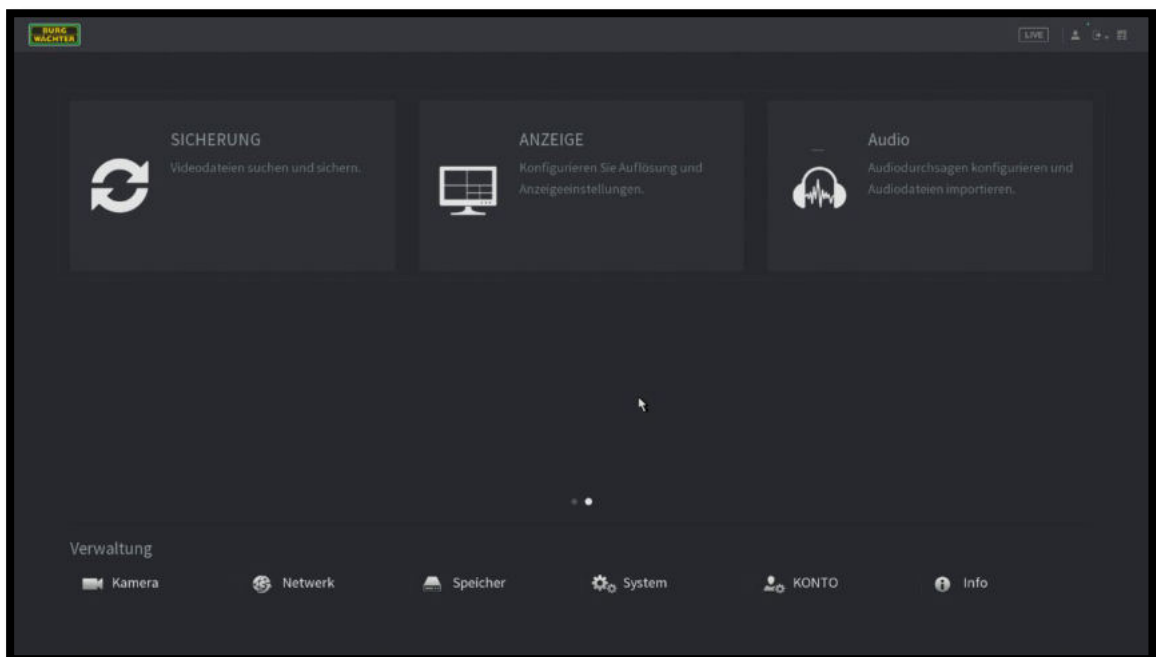 BURG
WÄCHTER
LIVE
SICHERUNG
Videodateien suchen und sichern.
ANZEIGE
Konfigurieren Sie Auflösung und
Anzeigeeinstellungen.
Audio
Audiodurchsagen konfigurieren und
Audiodateien importieren.
Verwaltung
Kamera
Netwerk
Speicher
System
KONTO
Info